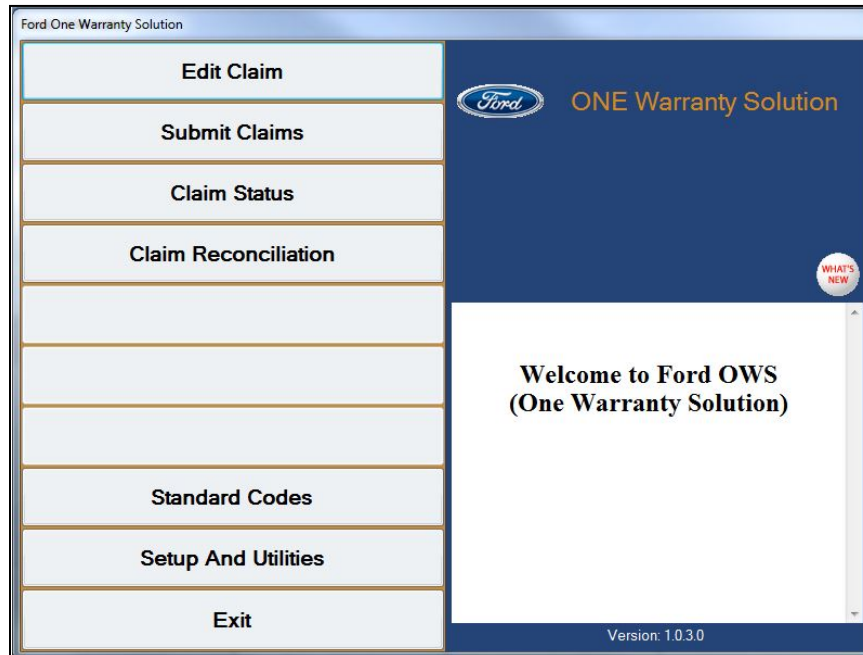 Ford One Warranty Solution
Edit Claim
Submit Claims
Claim Status
Claim Reconciliation
Standard Codes
Setup And Utilities
Exit
Ford
ONE Warranty Solution
WHAT'S
NEW
Welcome to Ford OWS
(One Warranty Solution)
Version: 1.0.3.0